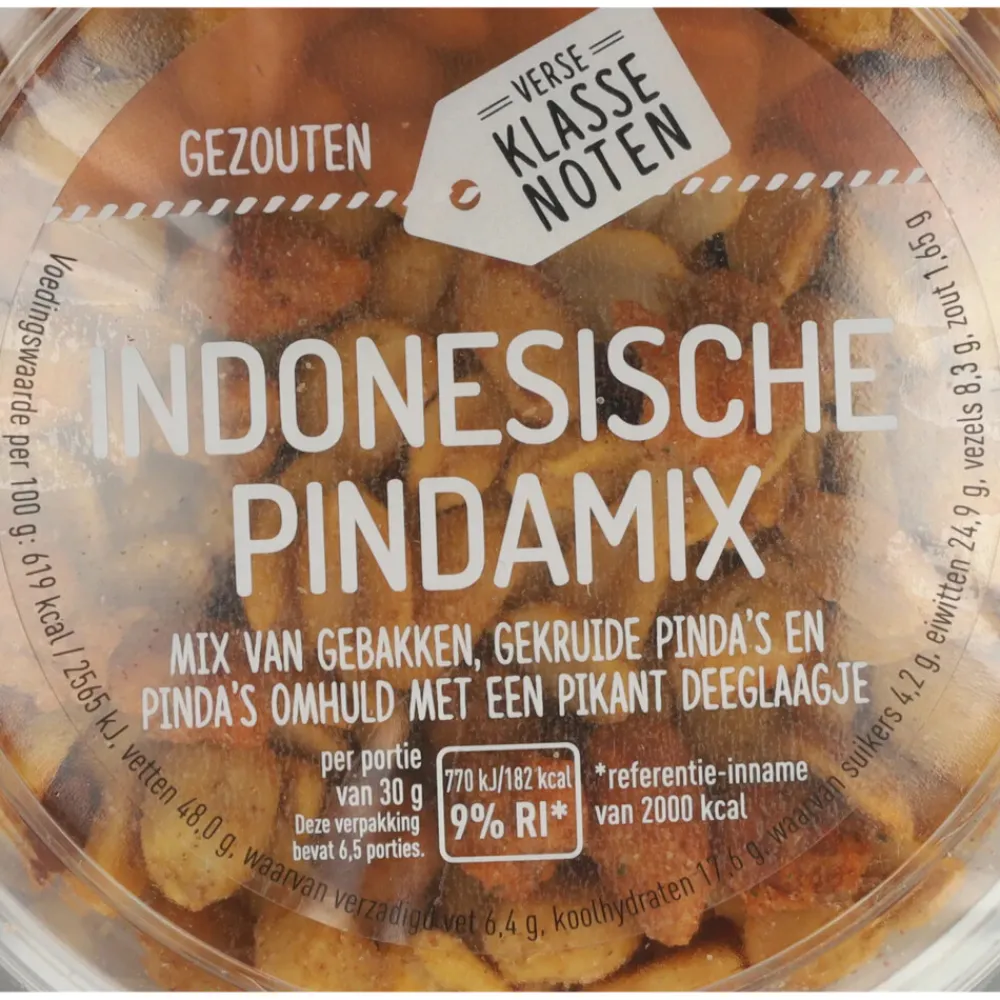 VERSE
KLASSE
NOTEN
GEZOUTEN
INDONESISCHE
PINDAMIX
MIX VAN GEBAKKEN, GEKRUIDE PINDA'S EN
PINDA'S OMHULD MET EEN PIKANT DEEGLAAGJE
per portie
van 30 g
Deze verpakking
bevat 6,5 porties.
770 kJ/182 kcal
9% RI*
*referentie-inname
van 2000 kcal
Voedingswaarde per 100 g: 619 kcal / 2565 kJ, vetten 48,0 g, waarvan verzadigd vet 6,4 g, koolhydraten 17,6 g, waarvan suikers 4,2 g, eiwitten 24,9 g, vezels 8,3 g, zout 1,65 g